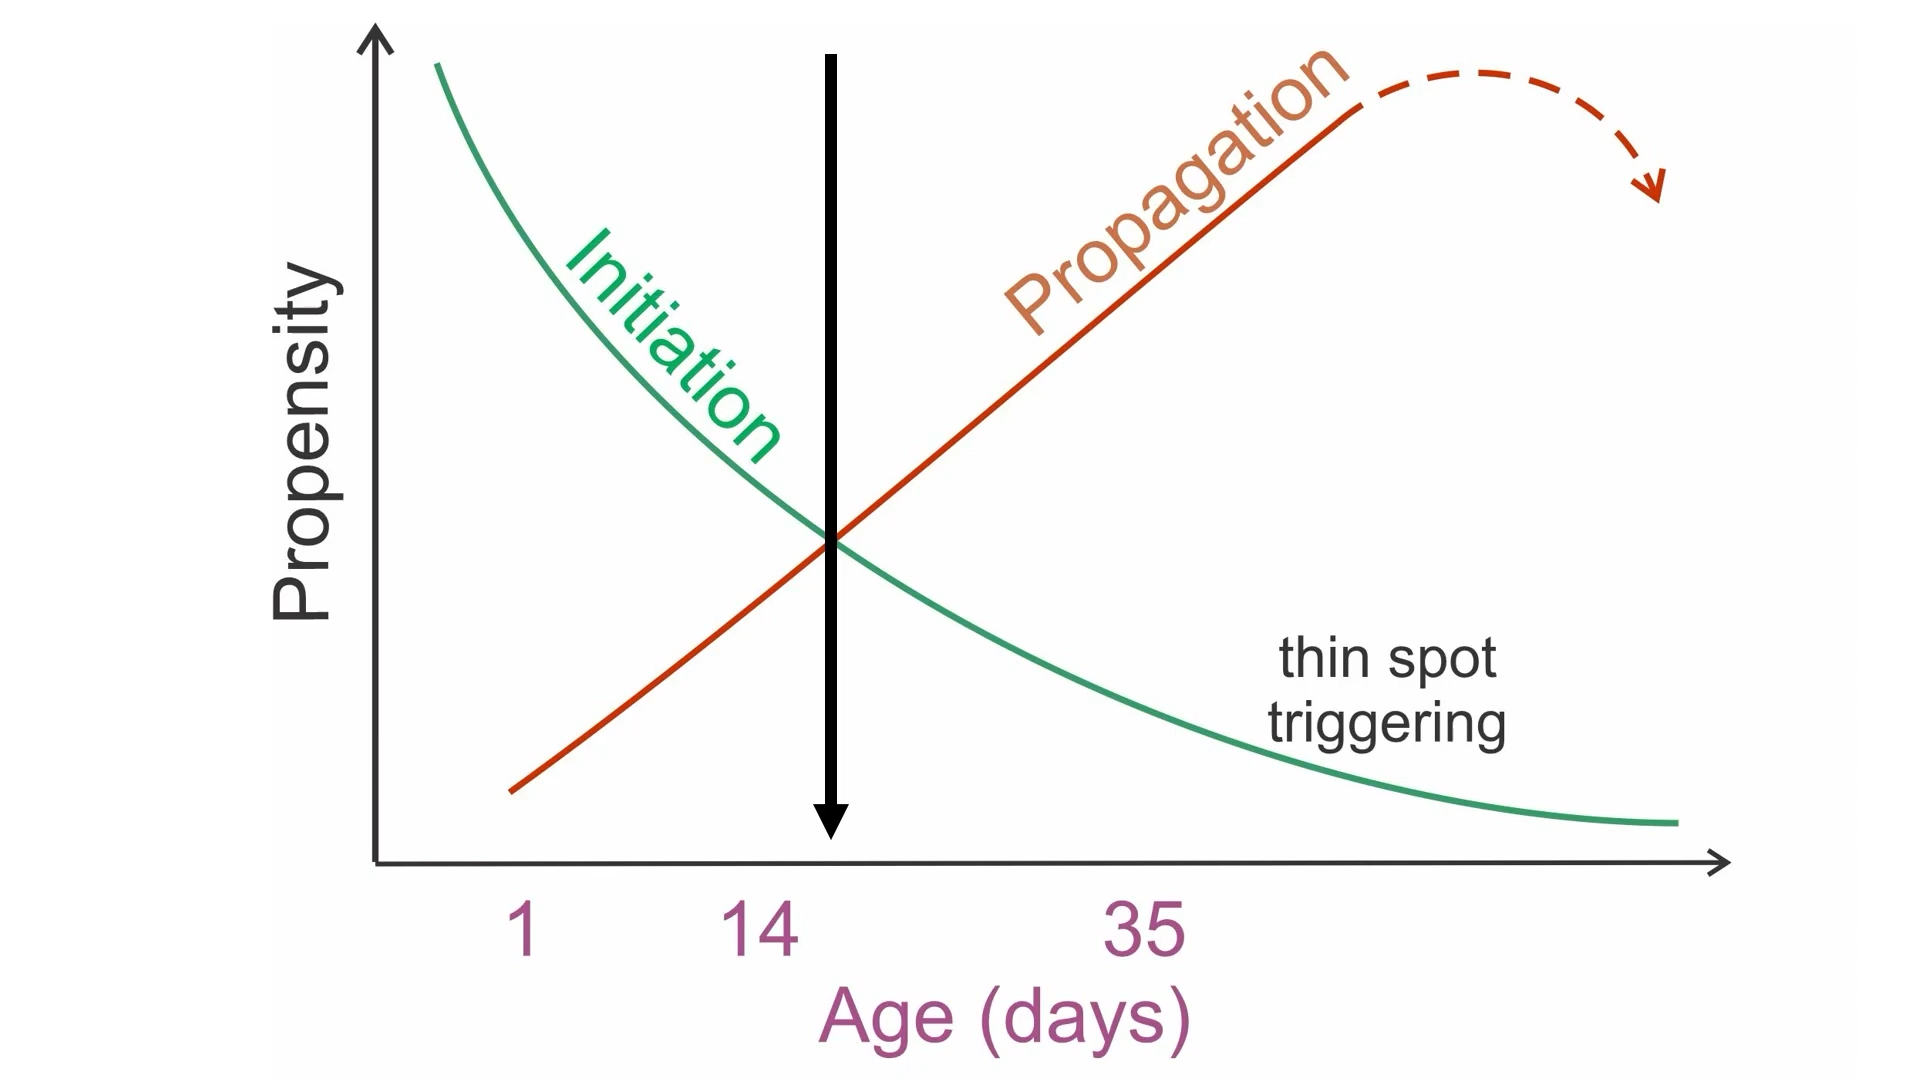 Propensity
Initiation
Propagation
thin spot
triggering
1
14
35
Age (days)